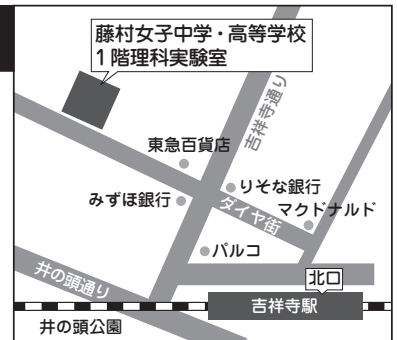 藤村女子中学・高等学校
1階理科実験室
吉祥寺通り
東急百貨店
りそな銀行
みずほ銀行
ダイヤ街
マクドナルド
パルコ
井の頭通り
北口
吉祥寺駅
井の頭公園